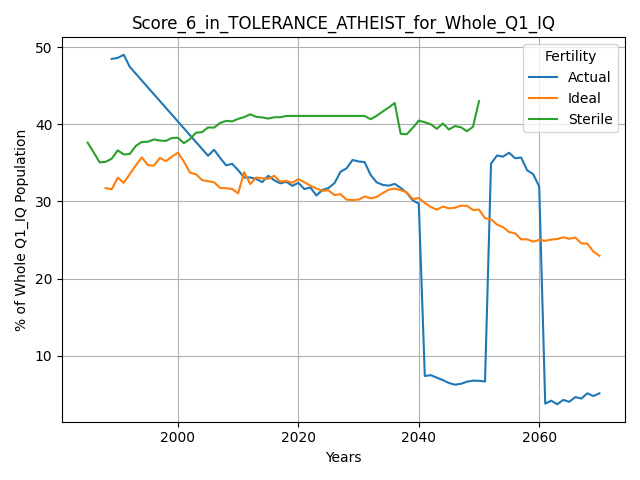 Score_6_in_TOLERANCE_ATHEIST_for_Whole_Q1_IQ
Fertility
Actual
Ideal
Sterile
% of Whole Q1_IQ Population
50
40
30
20
10
2000 2020 2040 2060
Years